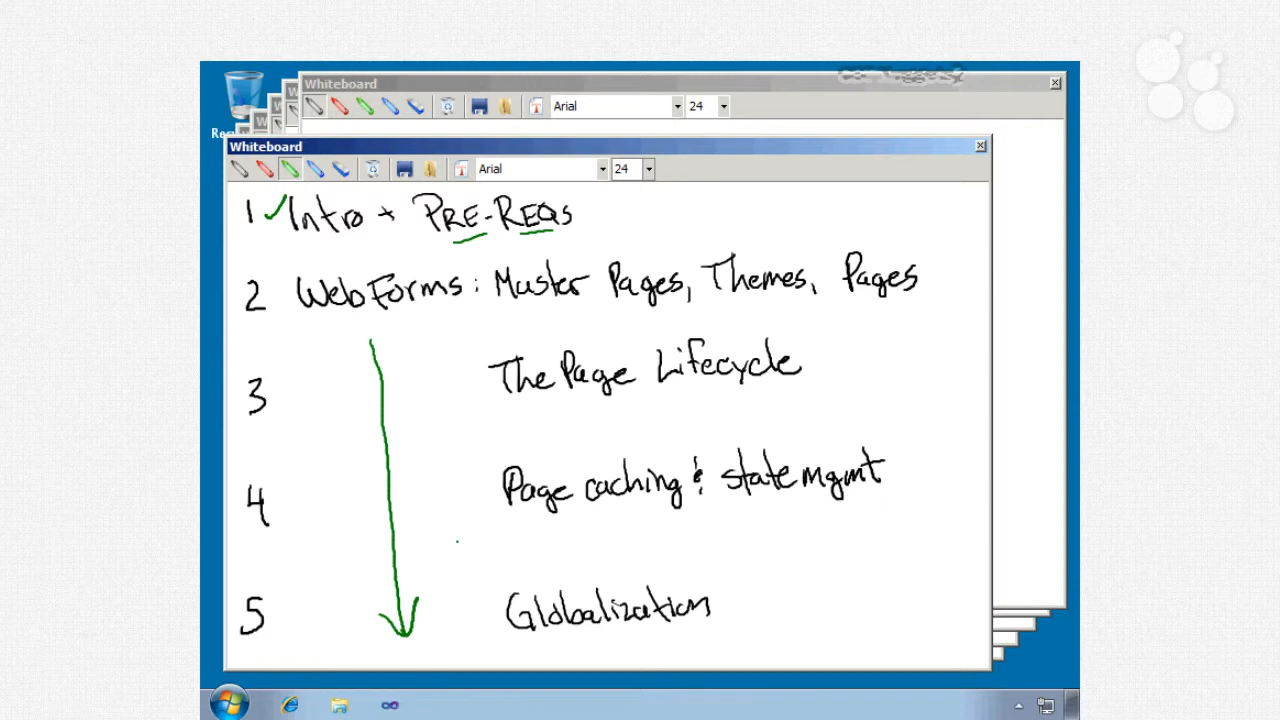 Whiteboard
Arial 24
Rec
Whiteboard
Arial 24
1 Intro + PRE-REQs
2 WebForms: Master Pages, Themes, Pages
3 The Page Lifecycle
4 Page caching & state mgmt
5 Globalization